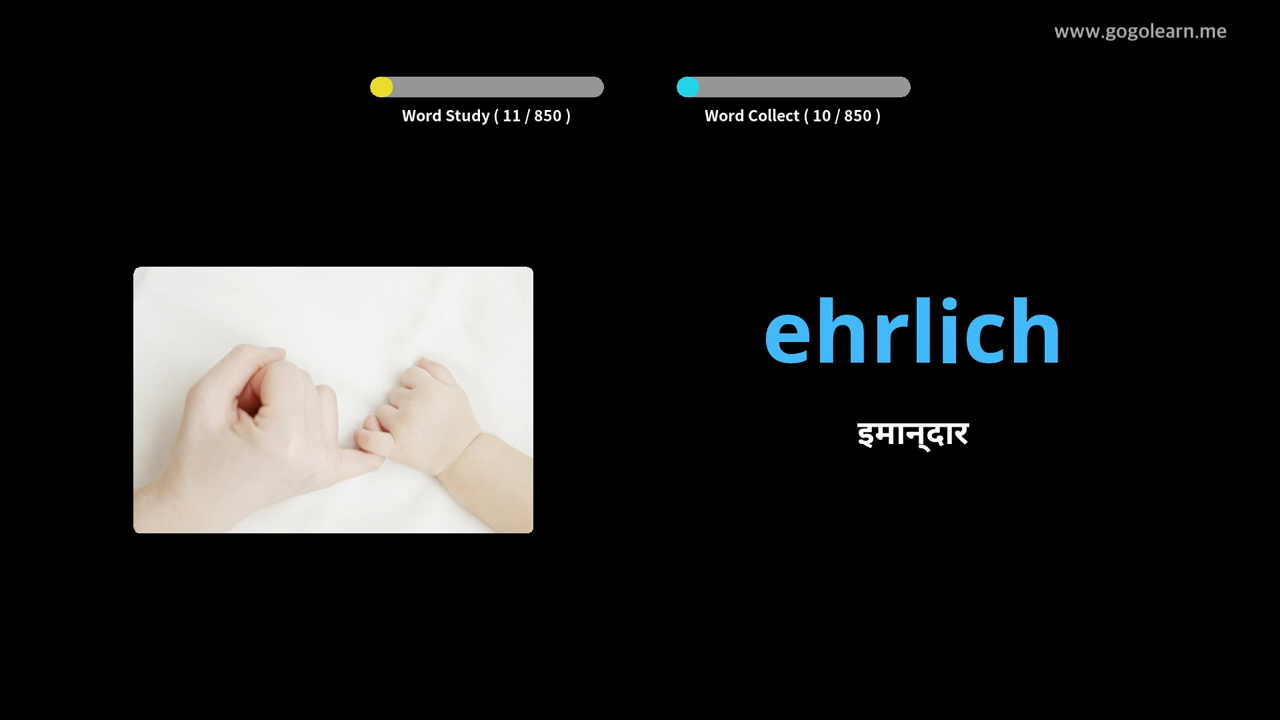 www.gogolearn.me
Word Study ( 11 / 850 )
Word Collect ( 10 / 850 )
ehrlich
इमान्‌दार